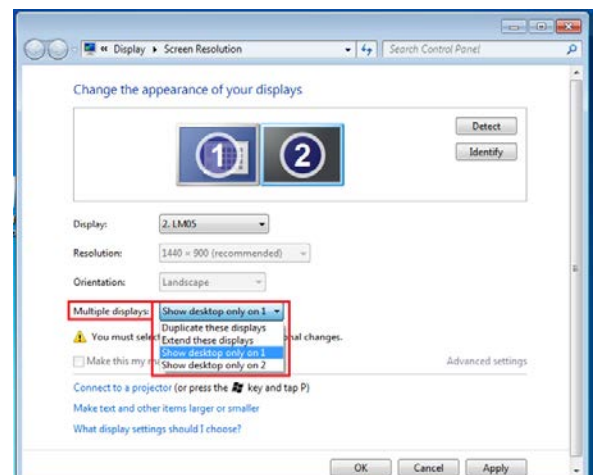 « Display ▸ Screen Resolution
Search Control Panel
Change the appearance of your displays
1
2
Detect
Identify
Display: 2. LM05
Resolution: 1440 × 900 (recommended)
Orientation: Landscape
Multiple displays: Show desktop only on 1
Duplicate these displays
Extend these displays
Show desktop only on 1
Show desktop only on 2
You must sele nal changes.
Make this my m Advanced settings
Connect to a projector (or press the key and tap P)
Make text and other items larger or smaller
What display settings should I choose?
OK Cancel Apply